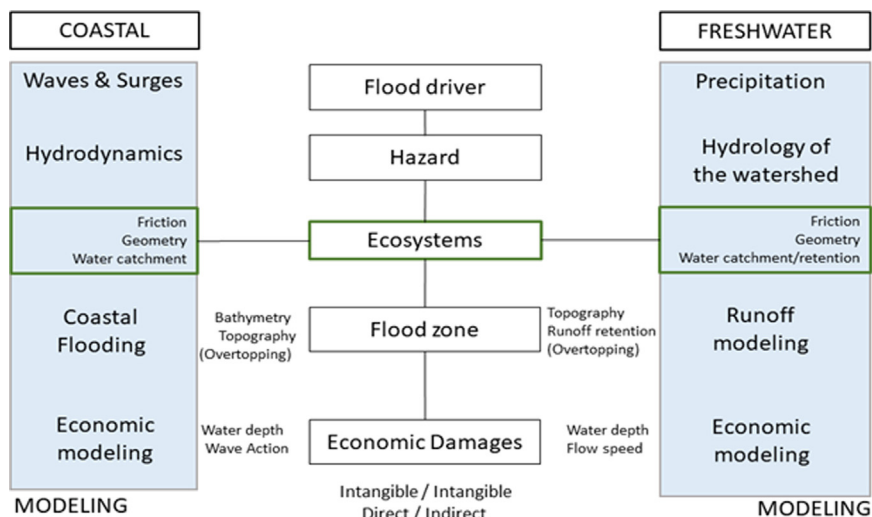 COASTAL
Waves & Surges
Hydrodynamics
Friction
Geometry
Water catchment
Coastal
Flooding
Economic
modeling
MODELING
Flood driver
Hazard
Ecosystems
Bathymetry
Topography
(Overtopping)
Flood zone
Topography
Runoff retention
(Overtopping)
Water depth
Wave Action
Economic Damages
Water depth
Flow speed
Intangible / Intangible
Direct / Indirect
FRESHWATER
Precipitation
Hydrology of
the watershed
Friction
Geometry
Water catchment/retention
Runoff
modeling
Economic
modeling
MODELING